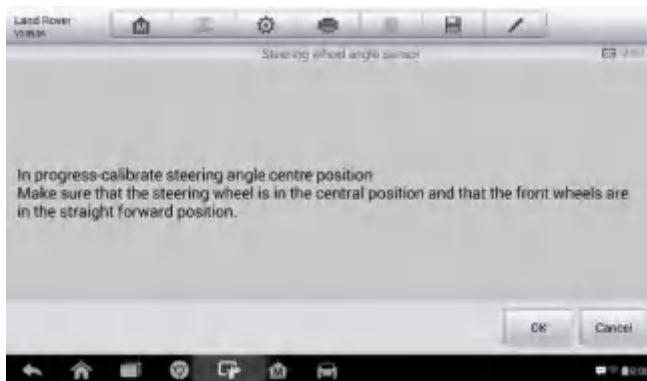 Land Rover
Steering wheel angle sensor
In progress-calibrate steering angle centre position
Make sure that the steering wheel is in the central position and that the front wheels are
in the straight forward position.
OK
Cancel